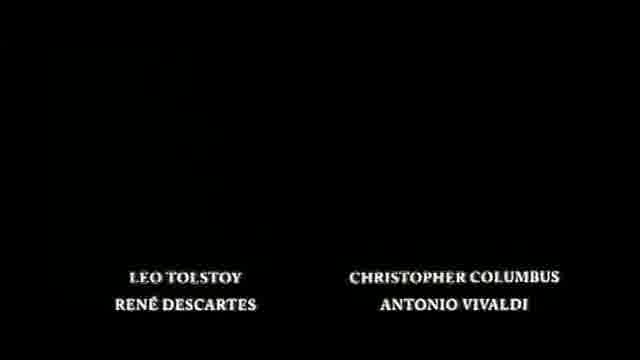 LEO TOLSTOY
CHRISTOPHER COLUMBUS
RENÉ DESCARTES
ANTONIO VIVALDI